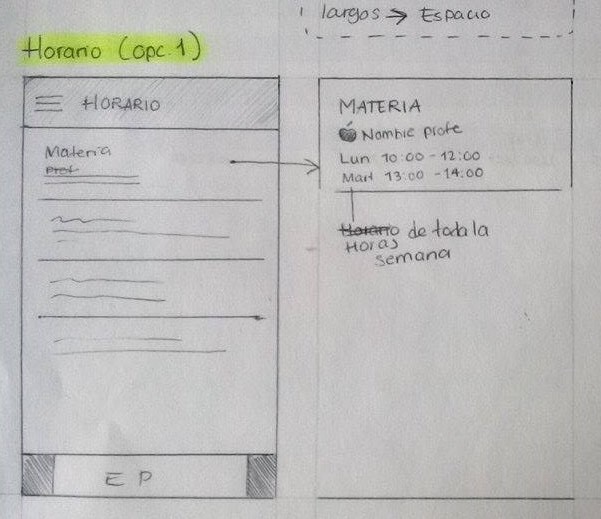 largos → Espacio
Horario (opc.1)
HORARIO
Materia
Prof
E P
MATERIA
Nombre profe
Lun 10:00 - 12:00
Mart 13:00 - 14:00
Horario de toda la
Horas
semana